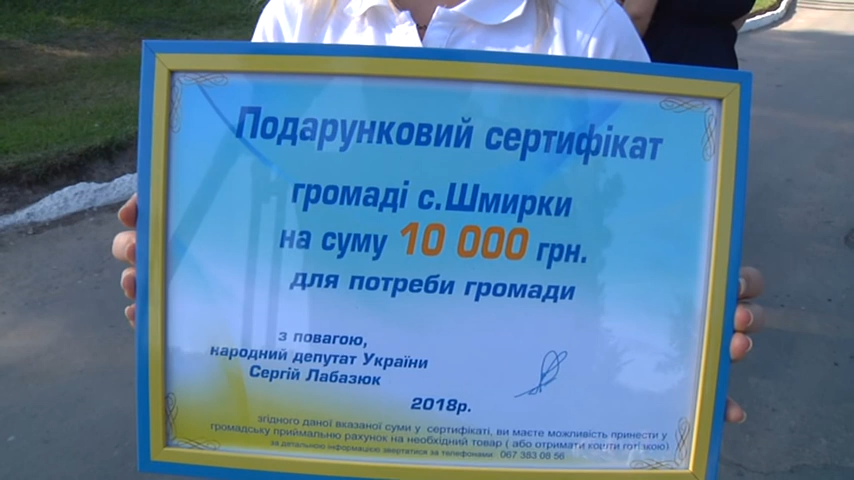 Подарунковий сертифікат
громаді с.Шмирки
на суму 10 000 грн.
для потреби громади
з повагою,
народний депутат України
Сергій Лабазюк
2018р.
згідного даної вказаної суми у сертифікаті, ви маєте можливість принести у
громадську приймальню рахунок на необхідний товар ( або отримати кошти готівкою)
за детальною інформацією звертатися за телефонами: 067 383 08 56